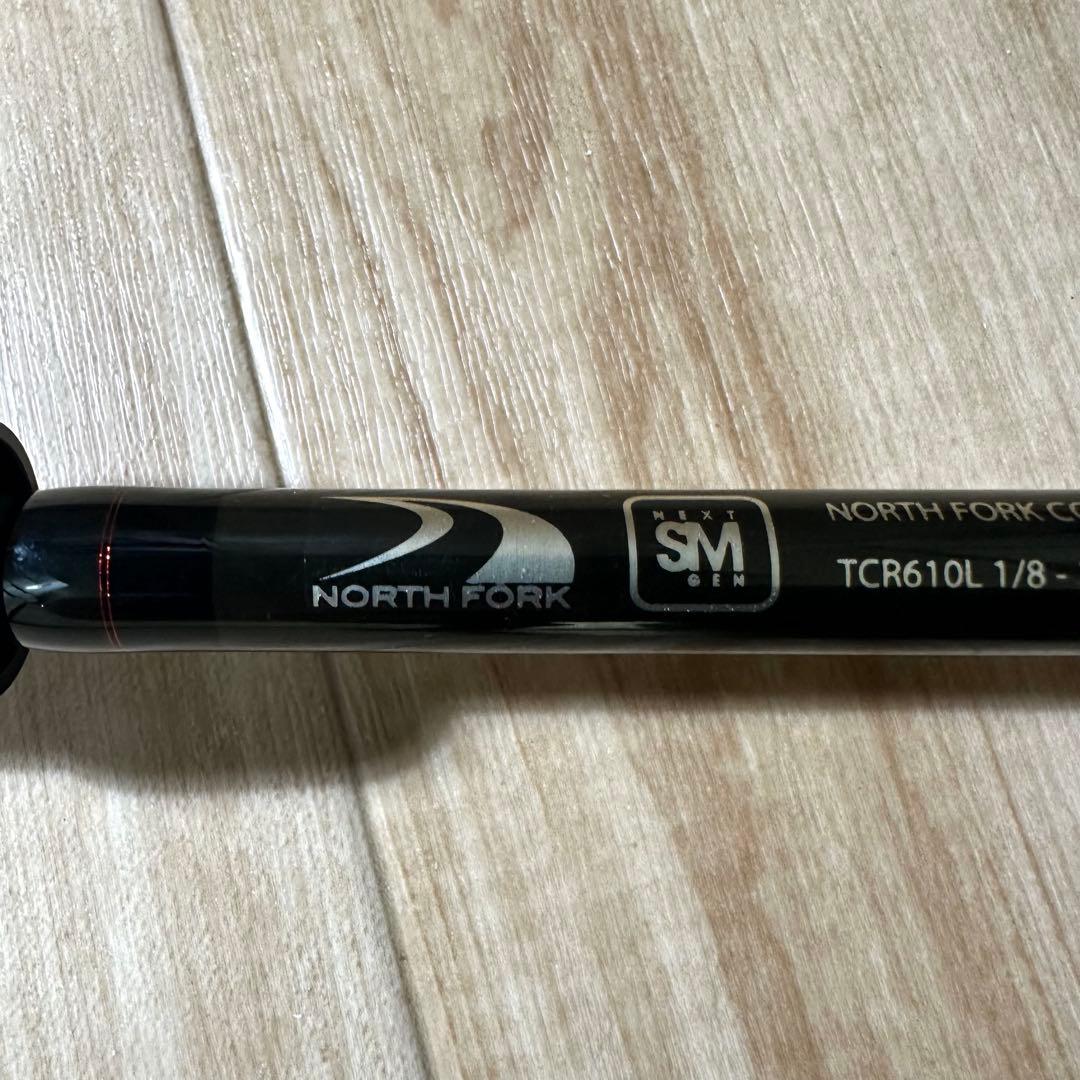 NORTH FORK
NEXT
SM
GEN
NORTH FORK CO
TCR610L 1/8 -